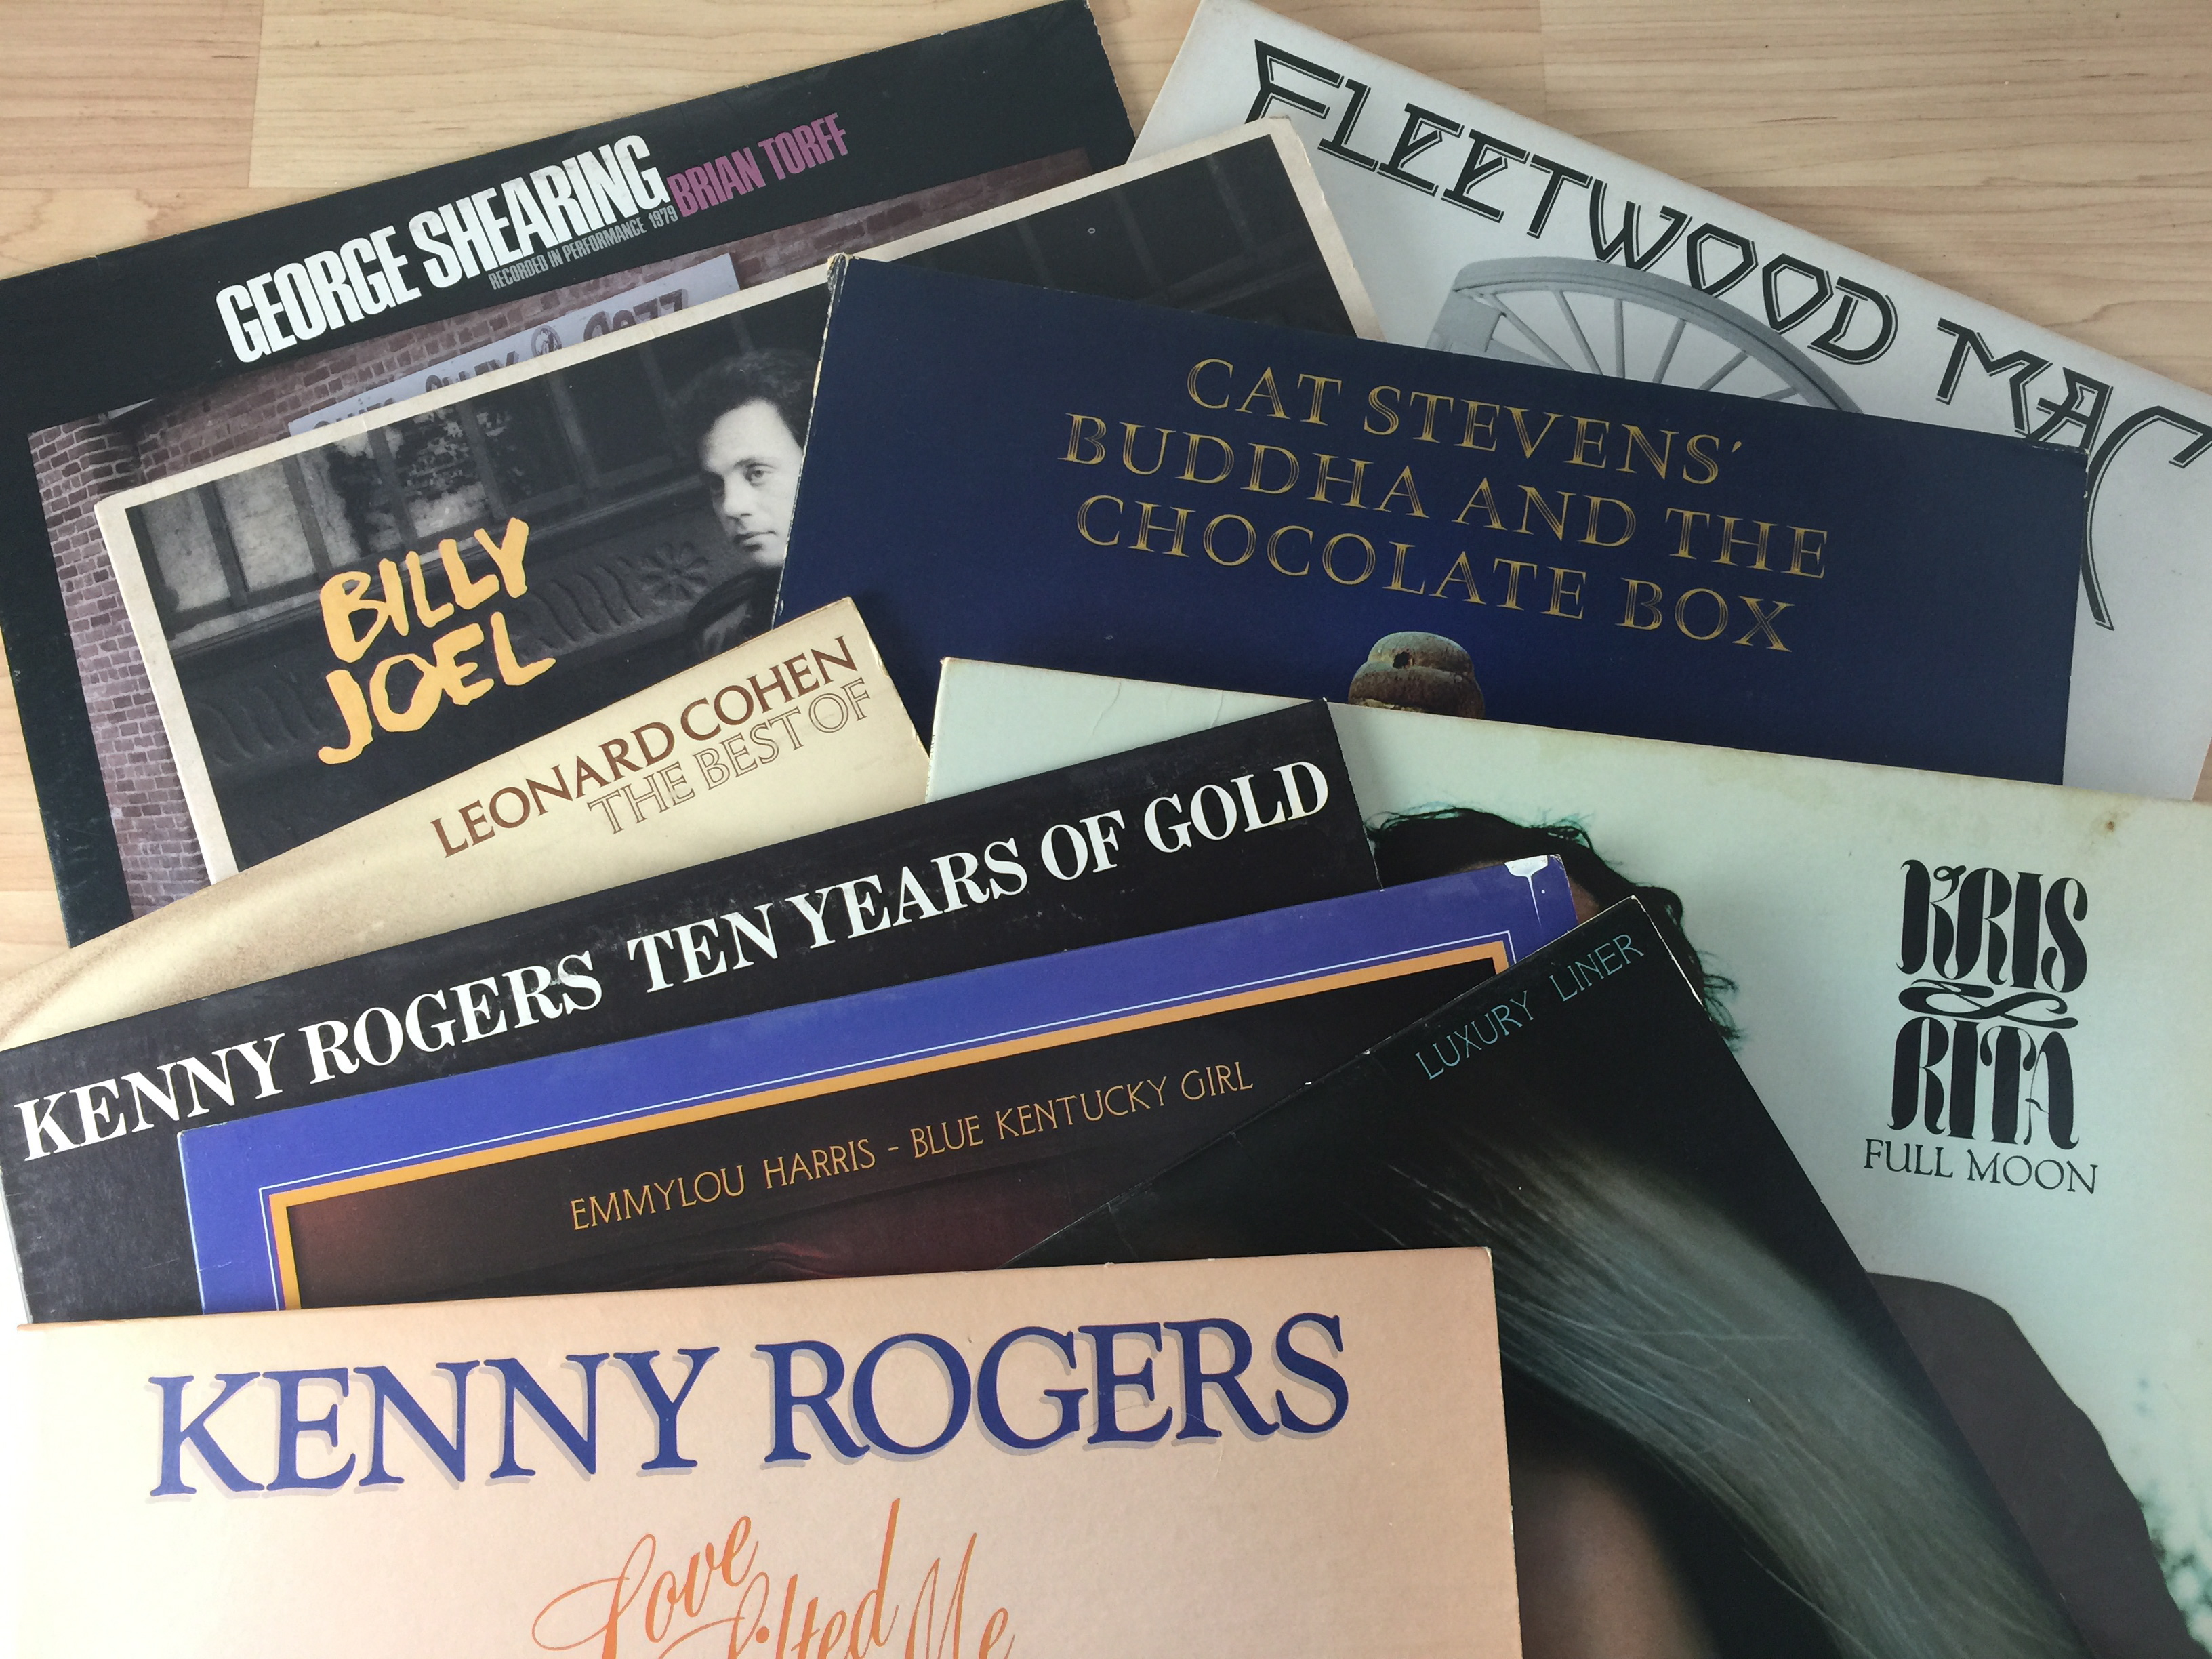 GEORGE SHEARING
BRIAN TORFF
RECORDED IN PERFORMANCE 1979
FLEETWOOD MAC
BILLY
JOEL
CAT STEVENS'
BUDDHA AND THE
CHOCOLATE BOX
LEONARD COHEN
THE BEST OF
KENNY ROGERS TEN YEARS OF GOLD
EMMYLOU HARRIS - BLUE KENTUCKY GIRL
LUXURY LINER
KRIS
&
RITA
FULL MOON
KENNY ROGERS
Love
Lifted Me